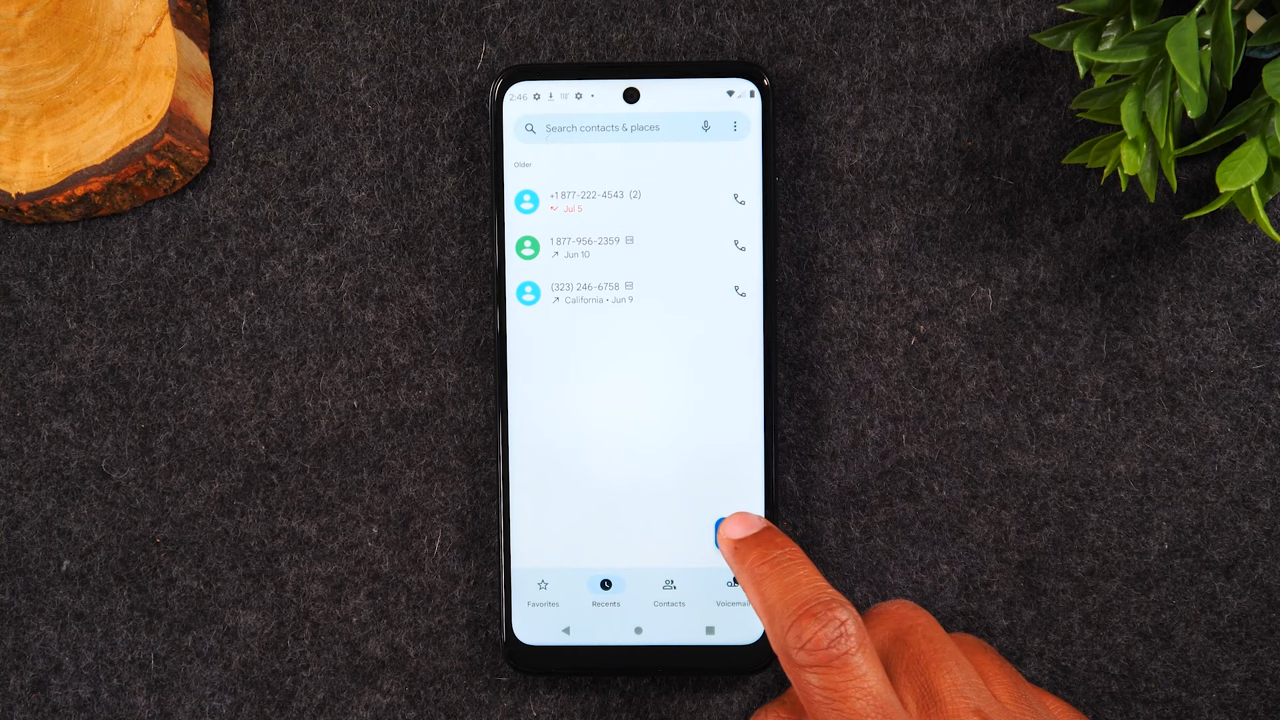 2:46
Search contacts & places
Older
+1 877-222-4543 (2)
Jul 5
1 877-956-2359
Jun 10
(323) 246-6758
California • Jun 9
Favorites
Recents
Contacts
Voicemail